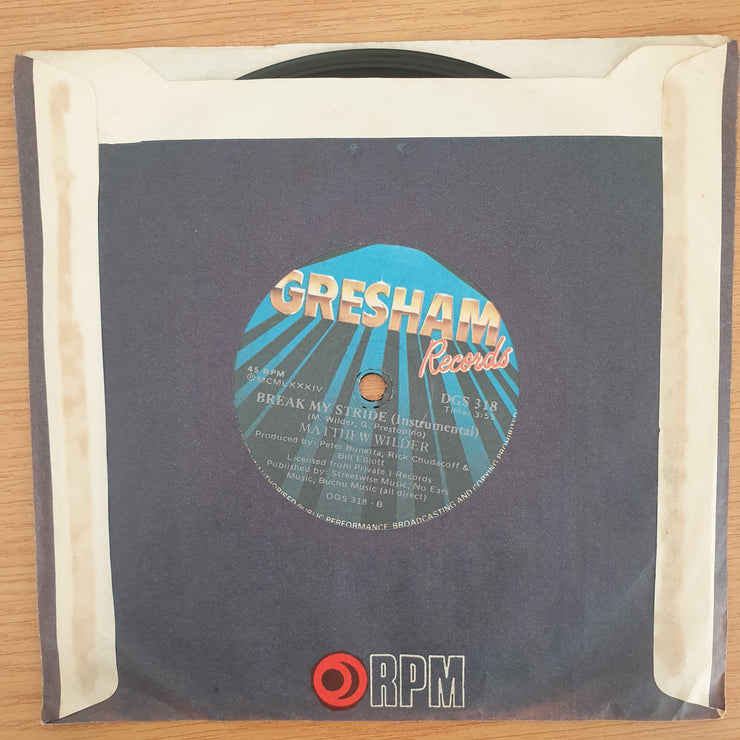 GRESHAM
Records
45 RPM
Ⓟ MCMLXXXIV
DGS 318
Time: 3:55
BREAK MY STRIDE (Instrumental)
(M. Wilder, G. Prestopino)
MATTHEW WILDER
Produced by: Peter Bunetta, Rick Chudacoff &
Bill Elliott
Licensed from Private I Records
Published by: Streetwise Music, No Ears
Music, Buchu Music (all direct)
DGS 318 - B
PUBLIC PERFORMANCE BROADCASTING AND COPYING PROHIBITED
RPM